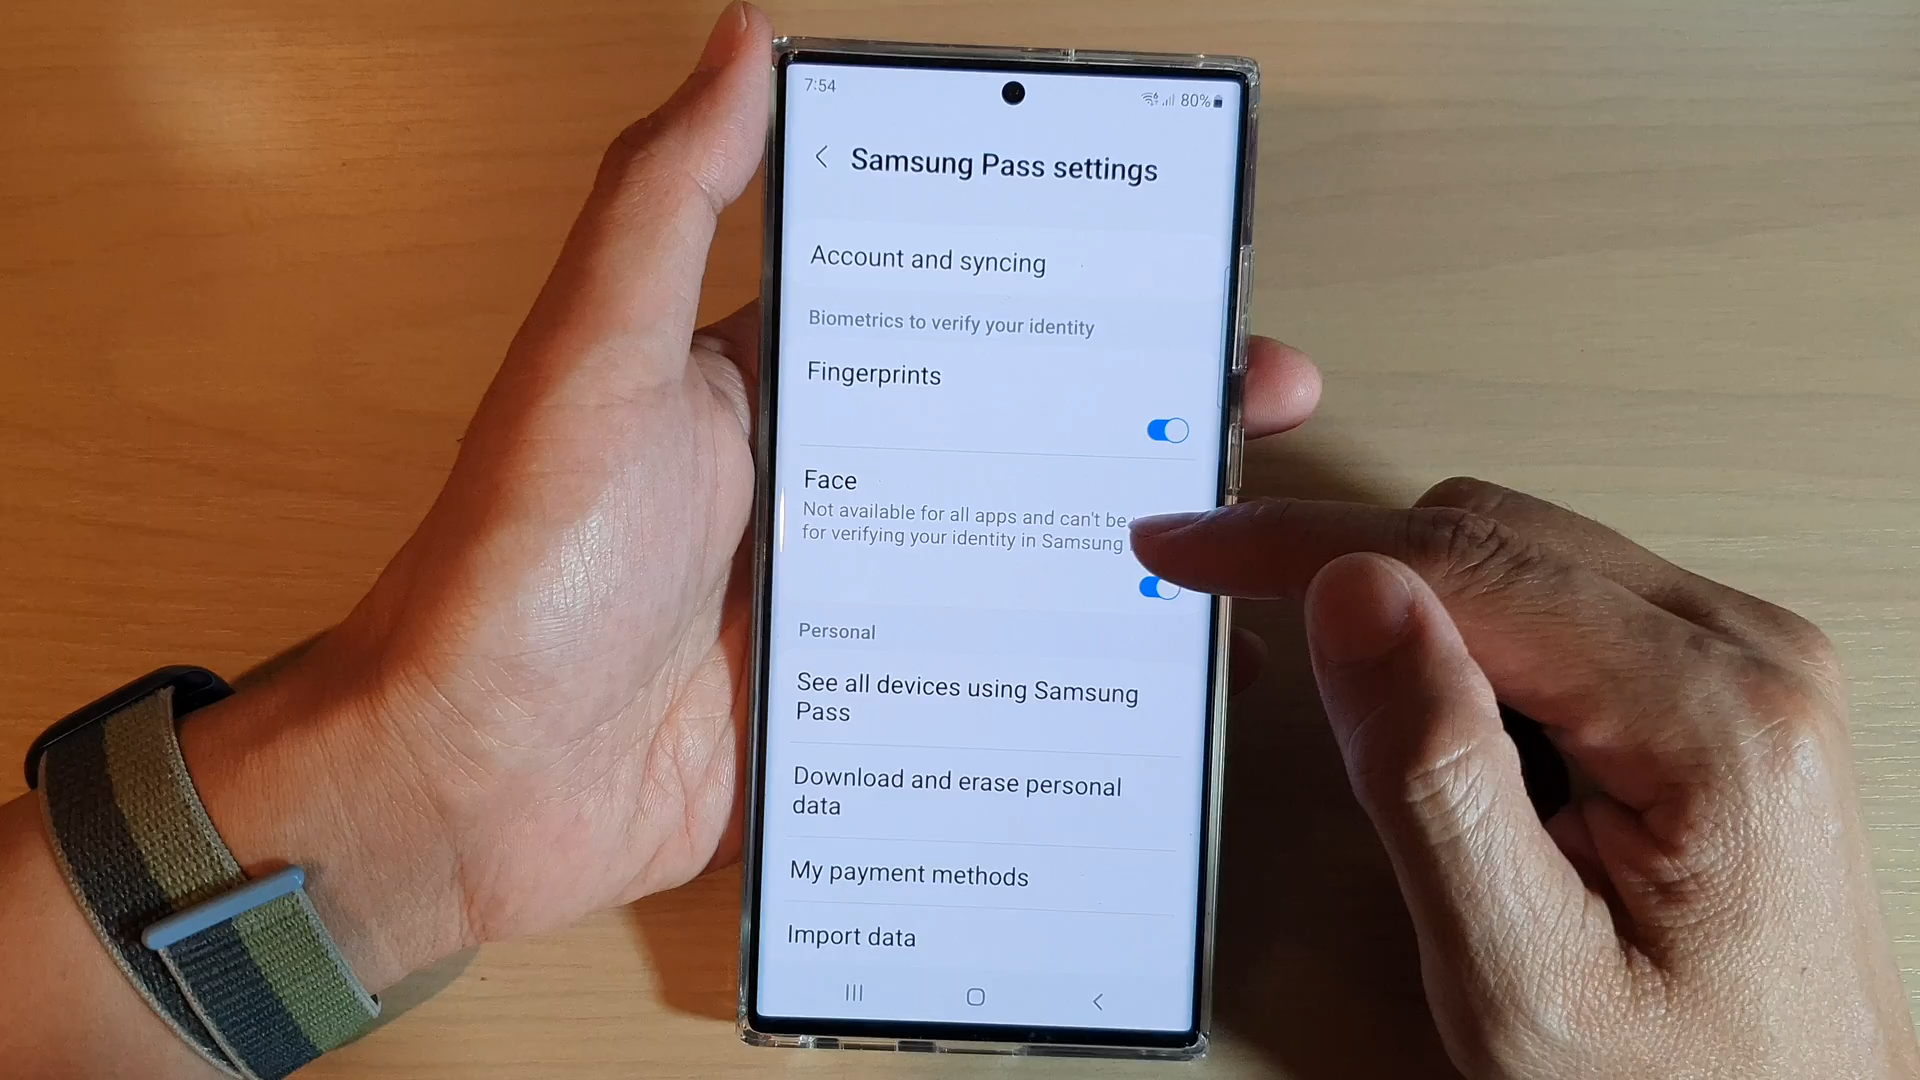 7:54
80%
Samsung Pass settings
Account and syncing
Biometrics to verify your identity
Fingerprints
Face
Not available for all apps and can't be
for verifying your identity in Samsung
Personal
See all devices using Samsung
Pass
Download and erase personal
data
My payment methods
Import data